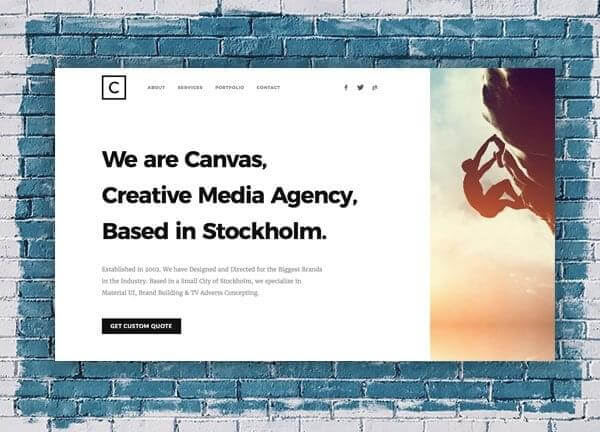 C
ABOUT SERVICES PORTFOLIO CONTACT
We are Canvas,
Creative Media Agency,
Based in Stockholm.
Established in 2002. We have Designed and Directed for the Biggest Brands
in the Industry. Based in a Small City of Stockholm, we specialize in
Material UI, Brand Building & TV Adverts Concepting.
GET CUSTOM QUOTE